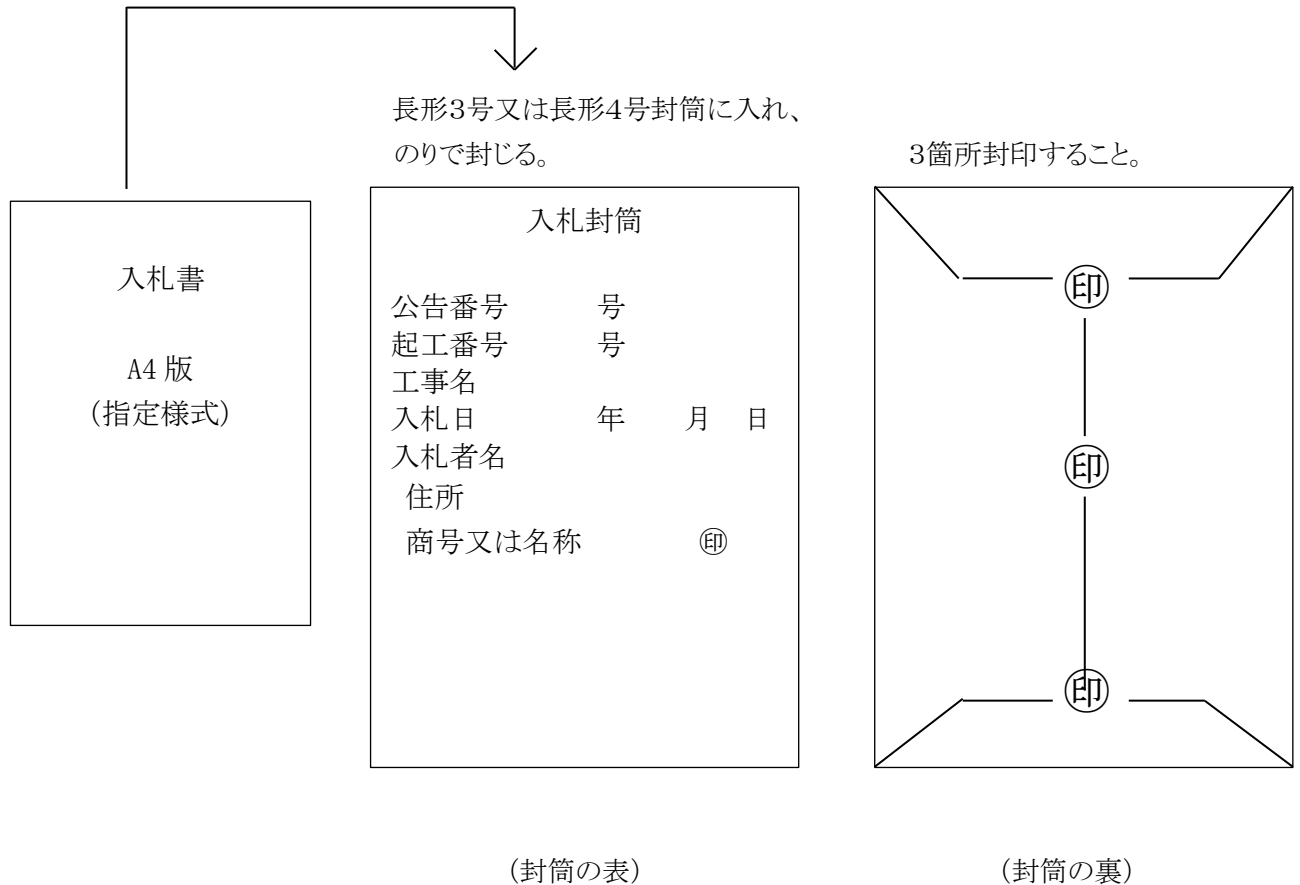 長形３号又は長形４号封筒に入れ、
のりで封じる。
３箇所封印すること。
入札書
A4 版
（指定様式）
入札封筒
公告番号　　　号
起工番号　　　号
工事名
入札日　　　　年　　月　日
入札者名
住所
商号又は名称　　　　㊞
㊞
㊞
㊞
（封筒の表）
（封筒の裏）